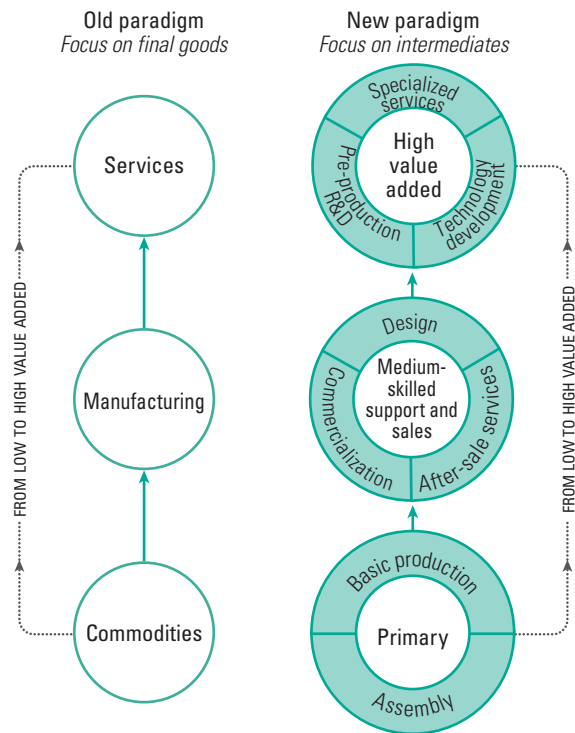 Old paradigm
Focus on final goods
Services
Manufacturing
Commodities
FROM LOW TO HIGH VALUE ADDED
New paradigm
Focus on intermediates
Specialized
services
Pre-production
R&D
Technology
development
High
value
added
Design
Commercialization
After-sale services
Medium-
skilled
support and
sales
Basic production
Assembly
Primary
FROM LOW TO HIGH VALUE ADDED